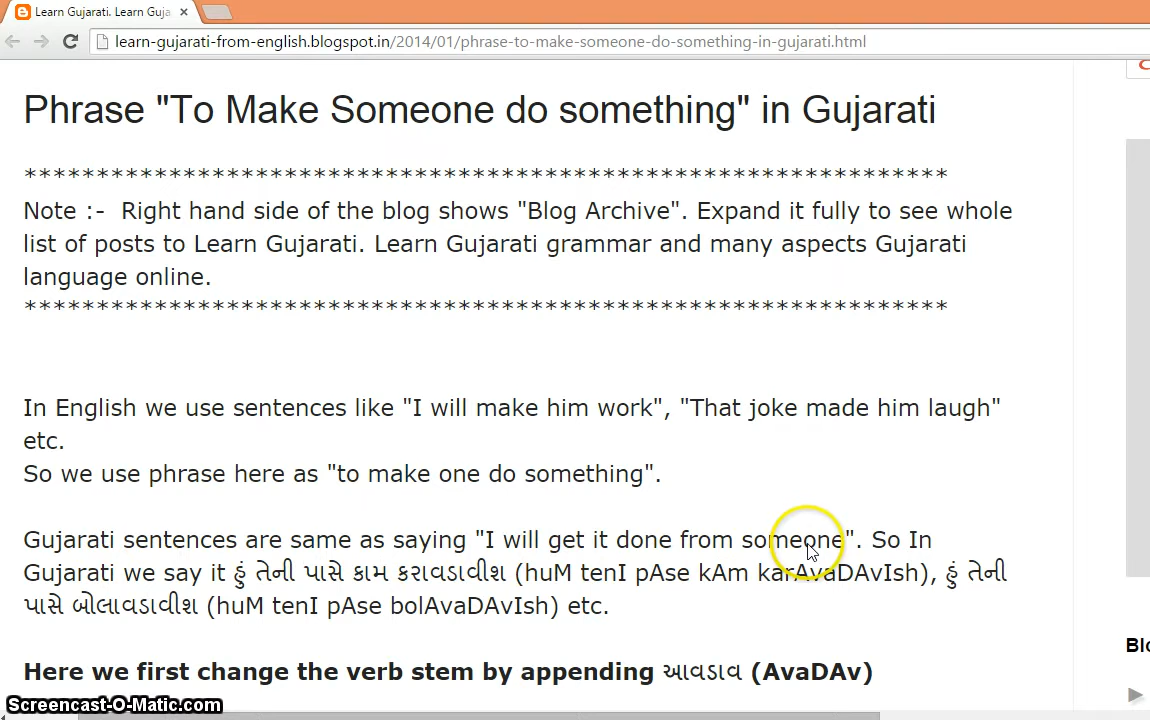 Learn Gujarati. Learn Guja
learn-gujarati-from-english.blogspot.in/2014/01/phrase-to-make-someone-do-something-in-gujarati.html
Phrase "To Make Someone do something" in Gujarati
****************************************************************
Note :-  Right hand side of the blog shows "Blog Archive". Expand it fully to see whole
list of posts to Learn Gujarati. Learn Gujarati grammar and many aspects Gujarati
language online.
****************************************************************
In English we use sentences like "I will make him work", "That joke made him laugh"
etc.
So we use phrase here as "to make one do something".
Gujarati sentences are same as saying "I will get it done from someone". So In
Gujarati we say it હું તેની પાસે કામ કરાવડાવીશ (huM tenI pAse kAm karAvaDAvIsh), હું તેની
પાસે બોલાવડાવીશ (huM tenI pAse bolAvaDAvIsh) etc.
Here we first change the verb stem by appending આવડાવ (AvaDAv)
Screencast-O-Matic.com